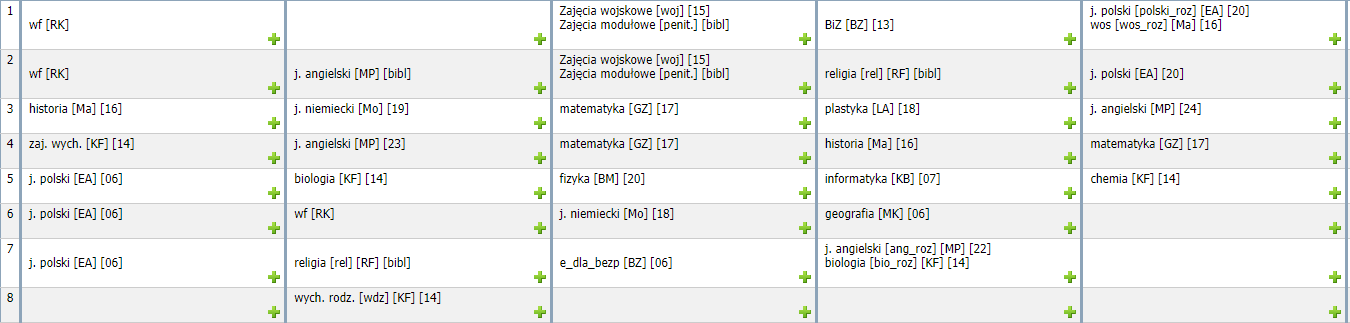 1
wf [RK]
Zajęcia wojskowe [woj] [15]
Zajęcia modułowe [penit.] [bibl]
BiZ [BZ] [13]
j. polski [polski_roz] [EA] [20]
wos [wos_roz] [Ma] [16]
2
wf [RK]
j. angielski [MP] [bibl]
Zajęcia wojskowe [woj] [15]
Zajęcia modułowe [penit.] [bibl]
religia [rel] [RF] [bibl]
j. polski [EA] [20]
3
historia [Ma] [16]
j. niemiecki [Mo] [19]
matematyka [GZ] [17]
plastyka [LA] [18]
j. angielski [MP] [24]
4
zaj. wych. [KF] [14]
j. angielski [MP] [23]
matematyka [GZ] [17]
historia [Ma] [16]
matematyka [GZ] [17]
5
j. polski [EA] [06]
biologia [KF] [14]
fizyka [BM] [20]
informatyka [KB] [07]
chemia [KF] [14]
6
j. polski [EA] [06]
wf [RK]
j. niemiecki [Mo] [18]
geografia [MK] [06]
7
j. polski [EA] [06]
religia [rel] [RF] [bibl]
e_dla_bezp [BZ] [06]
j. angielski [ang_roz] [MP] [22]
biologia [bio_roz] [KF] [14]
8
wych. rodz. [wdz] [KF] [14]